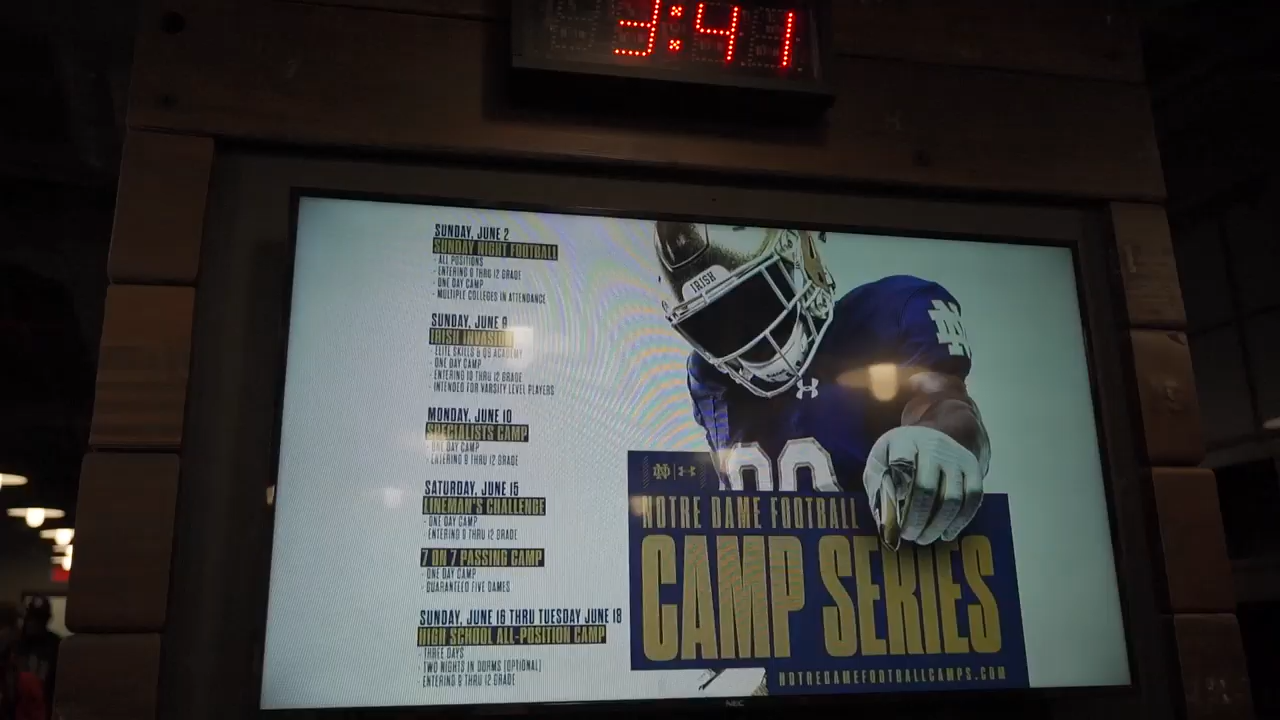 3:41
SUNDAY, JUNE 2
SUNDAY NIGHT FOOTBALL
- ALL POSITIONS
- ENTERING 9 THRU 12 GRADE
- ONE DAY CAMP
- MULTIPLE COLLEGES IN ATTENDANCE
SUNDAY, JUNE 9
IRISH INVASION
- ELITE SKILLS & QB ACADEMY
- ONE DAY CAMP
- ENTERING 10 THRU 12 GRADE
- INTENDED FOR VARSITY LEVEL PLAYERS
MONDAY, JUNE 10
SPECIALISTS CAMP
- ONE DAY CAMP
- ENTERING 9 THRU 12 GRADE
SATURDAY, JUNE 15
LINEMAN'S CHALLENGE
- ONE DAY CAMP
ENTERING 9 THRU 12 GRADE
7 ON 7 PASSING CAMP
- ONE DAY CAMP
- GUARANTEED FIVE GAMES
SUNDAY, JUNE 16 THRU TUESDAY JUNE 18
HIGH SCHOOL ALL-POSITION CAMP
- THREE DAYS
- TWO NIGHTS IN DORMS (OPTIONAL)
- ENTERING 9 THRU 12 GRADE
IRISH
ND
ND
NOTRE DAME FOOTBALL
CAMP SERIES
NOTREDAMEFOOTBALLCAMPS.COM
NEC